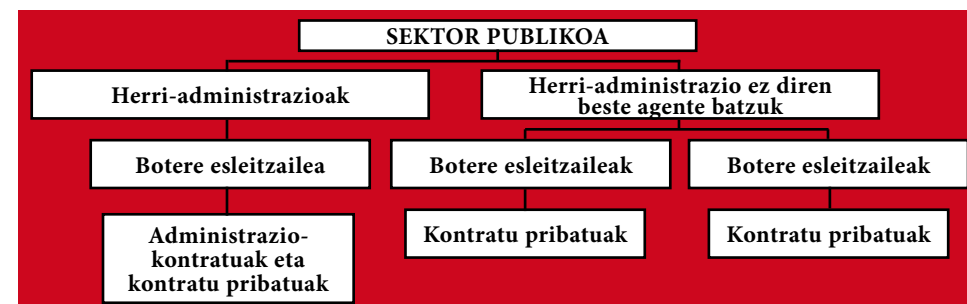 SEKTOR PUBLIKOA
Herri-administrazioak
Herri-administrazio ez diren
beste agente batzuk
Botere esleitzailea
Botere esleitzaileak
Botere esleitzaileak
Administrazio-
kontratuak eta
kontratu pribatuak
Kontratu pribatuak
Kontratu pribatuak